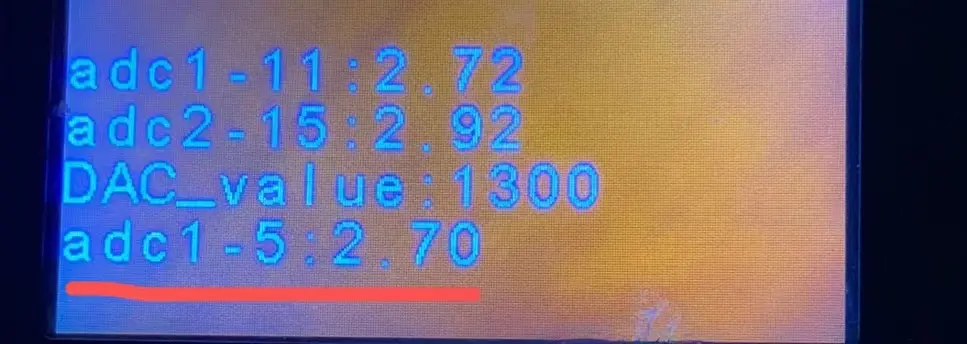 adc1-11:2.72
adc2-15:2.92
DAC_value:1300
adc1-5:2.70